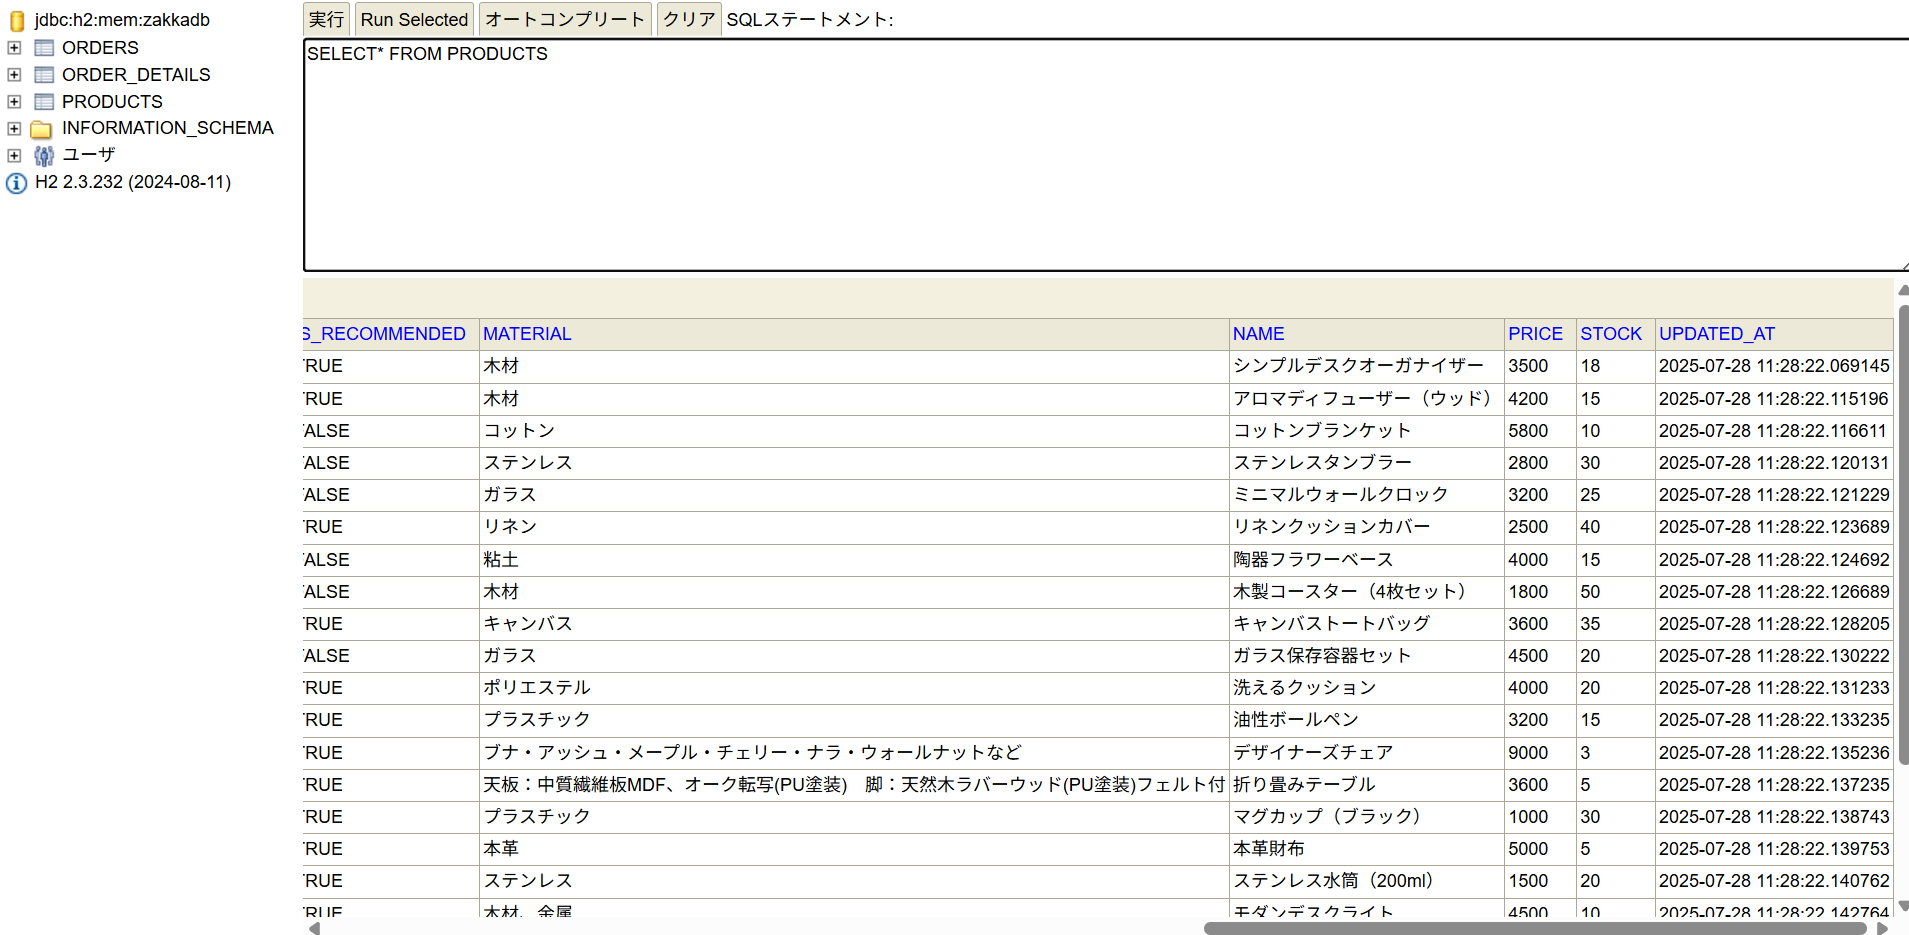 jdbc:h2:mem:zakkadb
ORDERS
ORDER_DETAILS
PRODUCTS
INFORMATION_SCHEMA
ユーザ
H2 2.3.232 (2024-08-11)
実行 Run Selected オートコンプリート クリア SQLステートメント:
SELECT* FROM PRODUCTS
S_RECOMMENDED MATERIAL NAME PRICE STOCK UPDATED_AT
RUE 木材 シンプルデスクオーガナイザー 3500 18 2025-07-28 11:28:22.069145
RUE 木材 アロマディフューザー（ウッド） 4200 15 2025-07-28 11:28:22.115196
ALSE コットン コットンブランケット 5800 10 2025-07-28 11:28:22.116611
ALSE ステンレス ステンレスタンブラー 2800 30 2025-07-28 11:28:22.120131
ALSE ガラス ミニマルウォールクロック 3200 25 2025-07-28 11:28:22.121229
RUE リネン リネンクッションカバー 2500 40 2025-07-28 11:28:22.123689
ALSE 粘土 陶器フラワーベース 4000 15 2025-07-28 11:28:22.124692
ALSE 木材 木製コースター（4枚セット） 1800 50 2025-07-28 11:28:22.126689
RUE キャンバス キャンバストートバッグ 3600 35 2025-07-28 11:28:22.128205
ALSE ガラス ガラス保存容器セット 4500 20 2025-07-28 11:28:22.130222
RUE ポリエステル 洗えるクッション 4000 20 2025-07-28 11:28:22.131233
RUE プラスチック 油性ボールペン 3200 15 2025-07-28 11:28:22.133235
RUE ブナ・アッシュ・メープル・チェリー・ナラ・ウォールナットなど デザイナーズチェア 9000 3 2025-07-28 11:28:22.135236
RUE 天板：中質繊維板MDF、オーク転写(PU塗装)　脚：天然木ラバーウッド(PU塗装)フェルト付 折り畳みテーブル 3600 5 2025-07-28 11:28:22.137235
RUE プラスチック マグカップ（ブラック） 1000 30 2025-07-28 11:28:22.138743
RUE 本革 本革財布 5000 5 2025-07-28 11:28:22.139753
RUE ステンレス ステンレス水筒（200ml） 1500 20 2025-07-28 11:28:22.140762
RUE 木材、金属 モダンデスクライト 4500 10 2025-07-28 11:28:22.142764